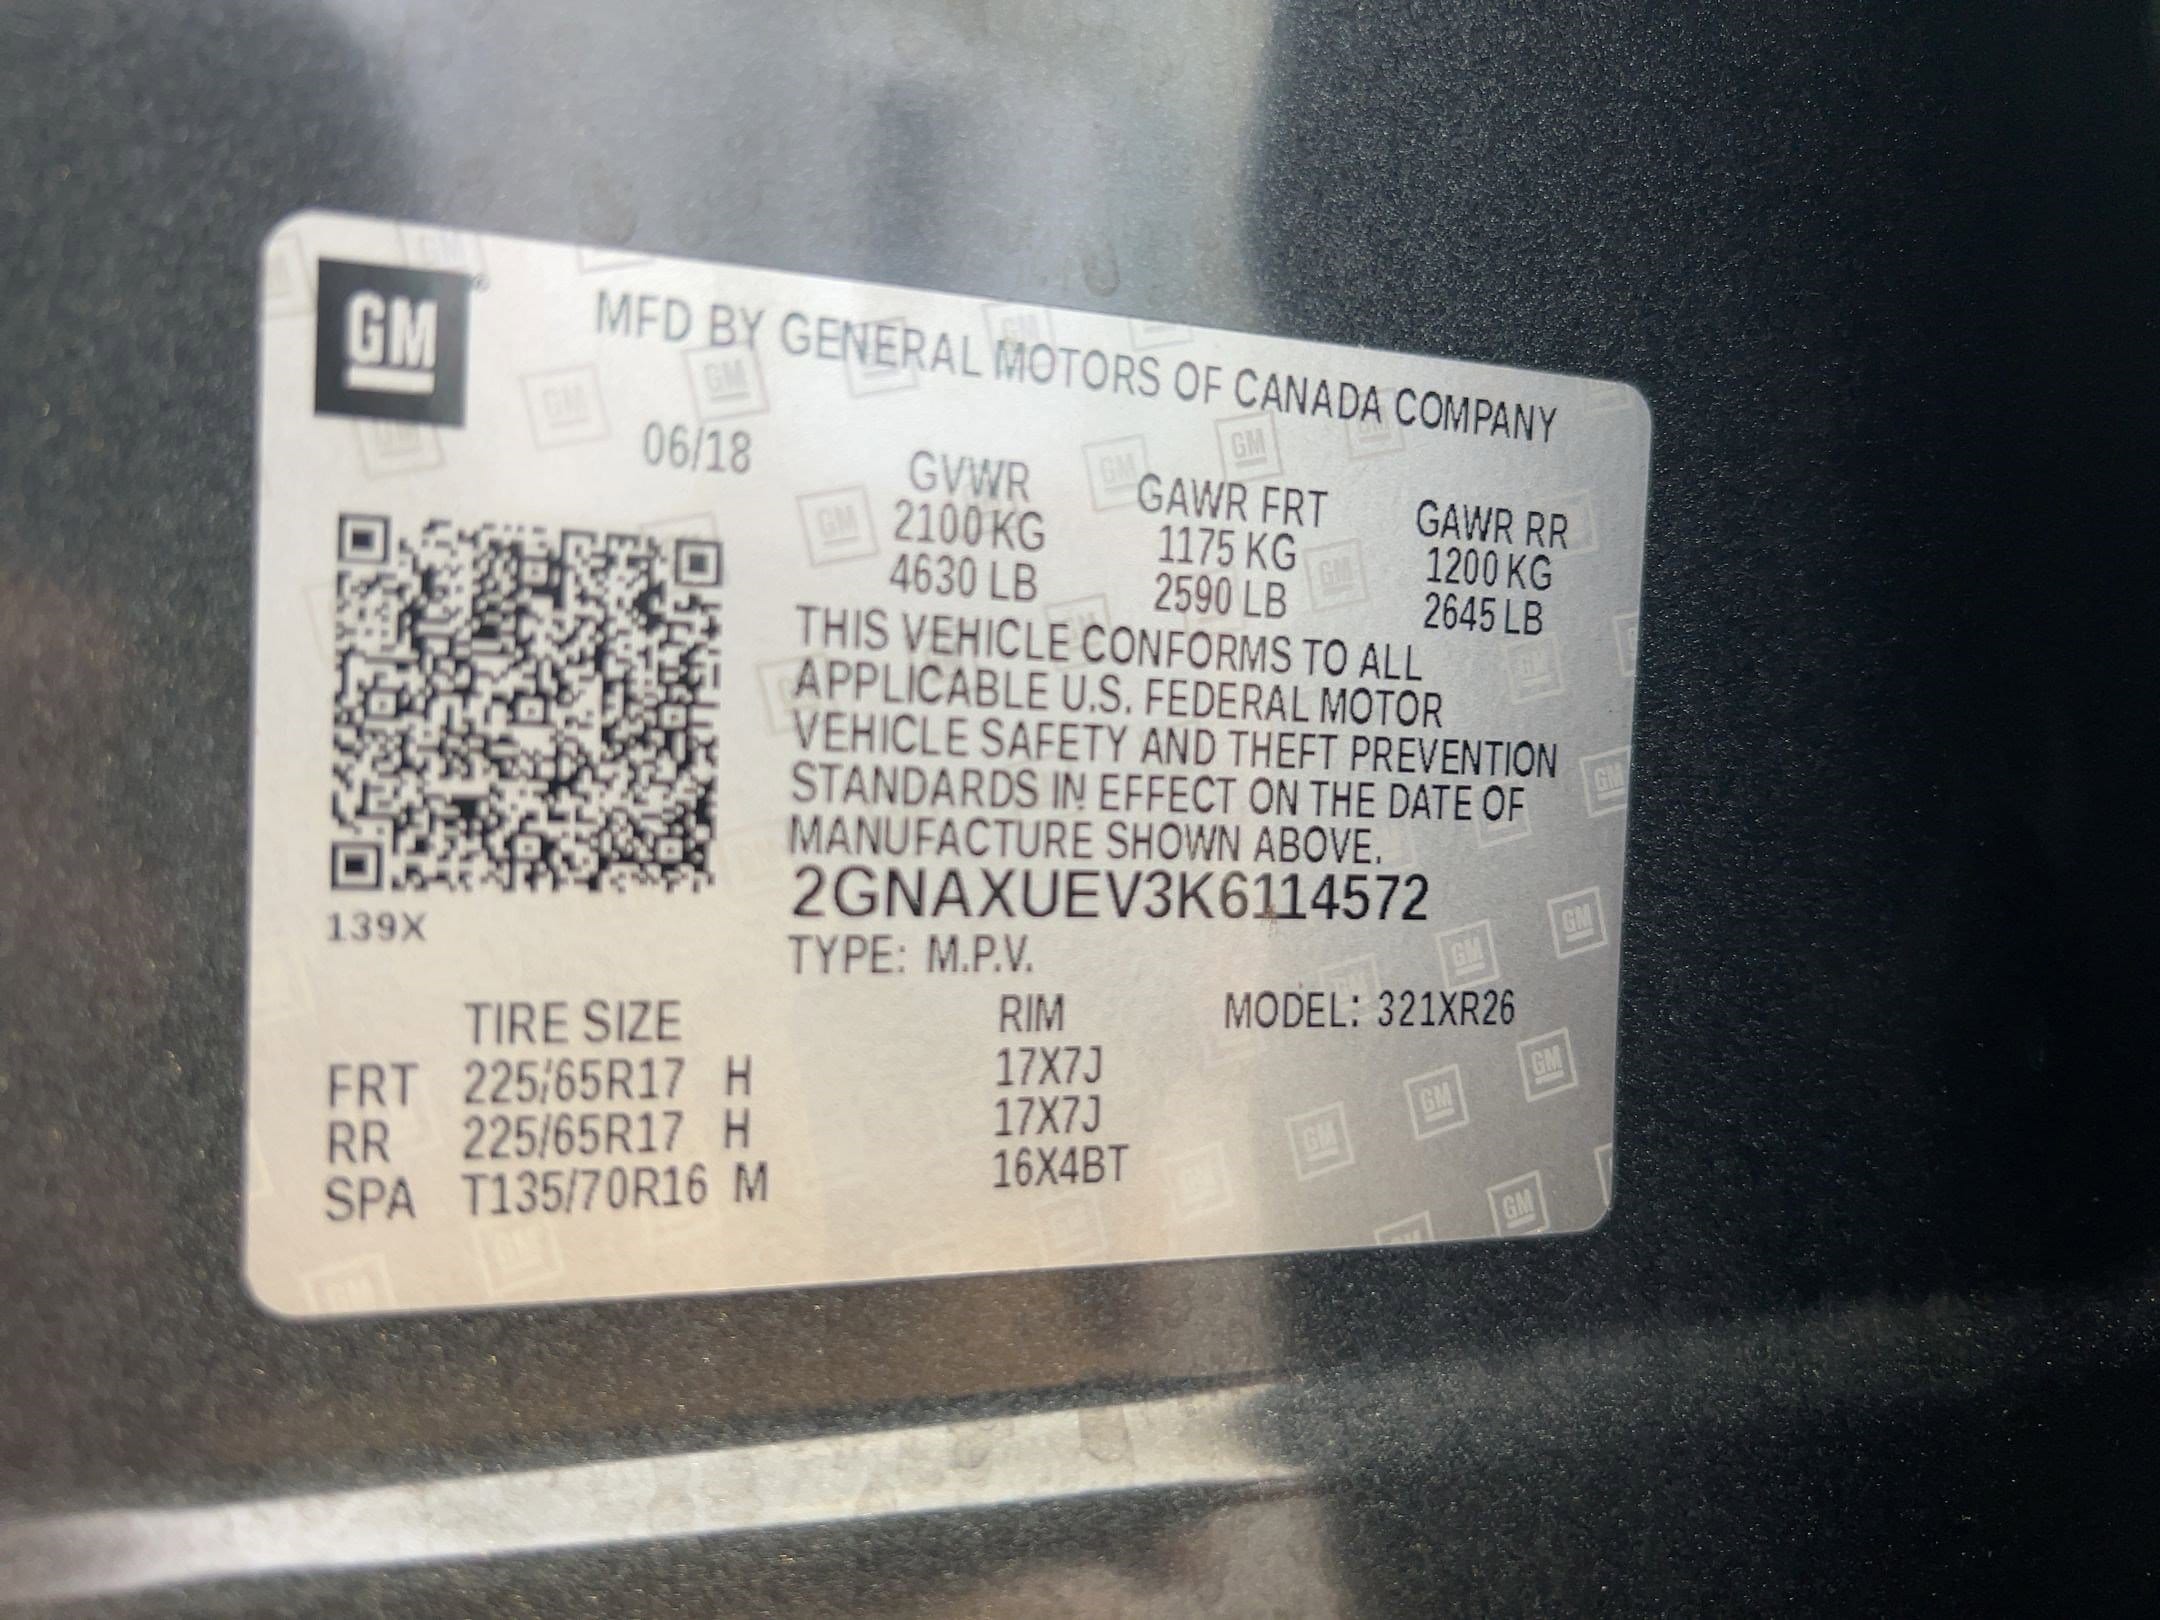 GM
MFD BY GENERAL MOTORS OF CANADA COMPANY
06/18
GVWR GAWR FRT GAWR RR
2100 KG 1175 KG 1200 KG
4630 LB 2590 LB 2645 LB
THIS VEHICLE CONFORMS TO ALL
APPLICABLE U.S. FEDERAL MOTOR
VEHICLE SAFETY AND THEFT PREVENTION
STANDARDS IN EFFECT ON THE DATE OF
MANUFACTURE SHOWN ABOVE.
2GNAXUEV3K6114572
139X
TYPE: M.P.V.
TIRE SIZE RIM MODEL: 321XR26
FRT 225/65R17 H 17X7J
RR 225/65R17 H 17X7J
SPA T135/70R16 M 16X4BT